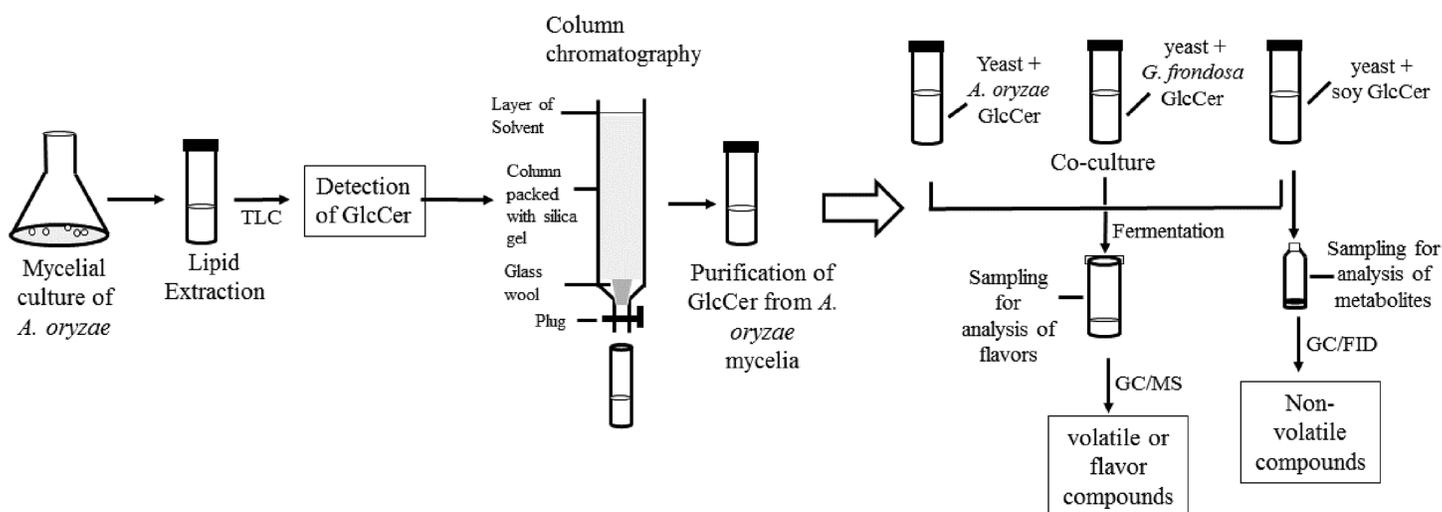 Mycelial
culture of
A. oryzae
Lipid
Extraction
TLC
Detection
of GlcCer
Column
chromatography
Layer of
Solvent
Column
packed
with silica
gel
Glass
wool
Plug
Purification of
GlcCer from A.
oryzae
mycelia
Yeast +
A. oryzae
GlcCer
yeast +
G. frondosa
GlcCer
yeast +
soy GlcCer
Co-culture
Fermentation
Sampling
for
analysis of
flavors
GC/MS
volatile or
flavor
compounds
Sampling for
analysis of
metabolites
GC/FID
Non-
volatile
compounds